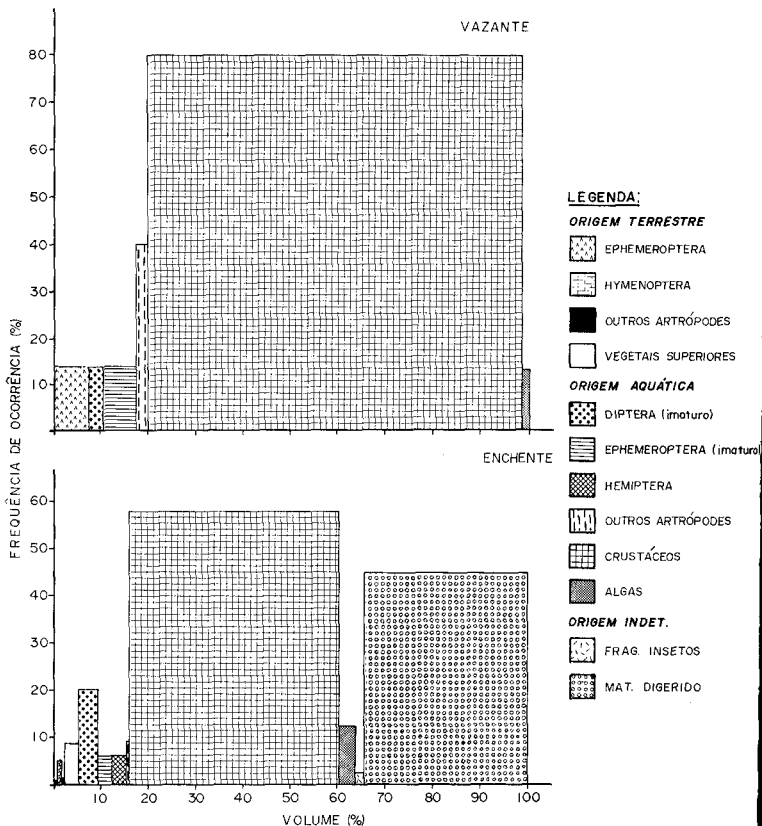 VAZANTE
80
70
60
50
40
30
20
10
FREQUÊNCIA DE OCORRÊNCIA (%)
ENCHENTE
60
50
40
30
20
10
10 20 30 40 50 60 70 80 90 100
VOLUME (%)
LEGENDA:
ORIGEM TERRESTRE
EPHEMEROPTERA
HYMENOPTERA
OUTROS ARTRÓPODES
VEGETAIS SUPERIORES
ORIGEM AQUÁTICA
DIPTERA (imaturo)
EPHEMEROPTERA (imaturo)
HEMIPTERA
OUTROS ARTRÓPODES
CRUSTÁCEOS
ALGAS
ORIGEM INDET.
FRAG. INSETOS
MAT. DIGERIDO